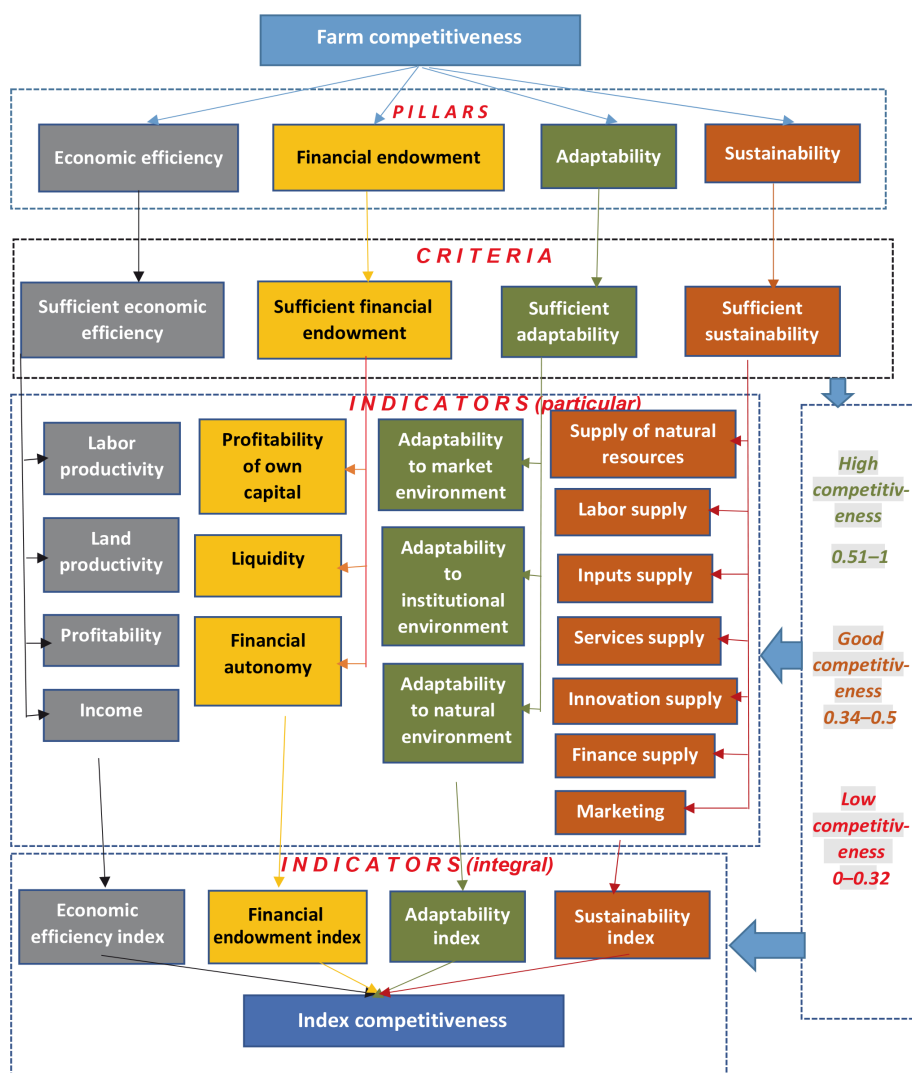 Farm competitiveness
PILLARS
Economic efficiency
Financial endowment
Adaptability
Sustainability
CRITERIA
Sufficient economic
efficiency
Sufficient financial
endowment
Sufficient
adaptability
Sufficient
sustainability
INDICATORS (particular)
Labor
productivity
Land
productivity
Profitability
Income
Profitability
of own
capital
Liquidity
Financial
autonomy
Adaptability
to market
environment
Adaptability
to
institutional
environment
Adaptability
to natural
environment
Supply of natural
resources
Labor supply
Inputs supply
Services supply
Innovation supply
Finance supply
Marketing
High
competitiv-
eness
0.51–1
Good
competitiv-
eness
0.34–0.5
Low
competitiv-
eness
0–0.32
INDICATORS (integral)
Economic
efficiency index
Financial
endowment index
Adaptability
index
Sustainability
index
Index competitiveness